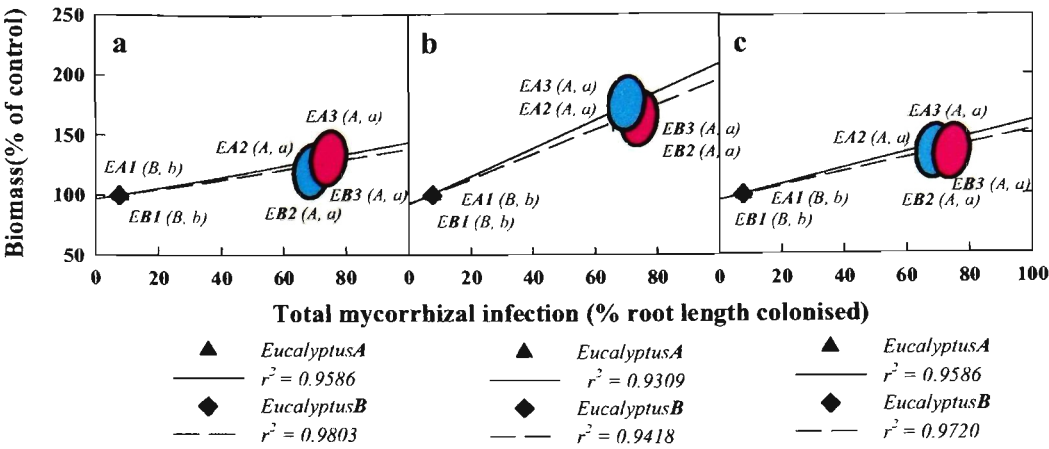 Biomass(% of control)
250
200
150
100
50
a
EA3 (A, a)
EA2 (A, a)
EA1 (B, b)
EB1 (B, b)
EB3 (A, a)
EB2 (A, a)
b
EA3 (A, a)
EA2 (A, a)
EB3 (A, a)
EB2 (A, a)
EA1 (B, b)
EB1 (B, b)
c
EA3 (A, a)
EA2 (A, a)
EA1 (B, b)
EB1 (B, b)
EB3 (A, a)
EB2 (A, a)
0 20 40 60 80 0 20 40 60 80 0 20 40 60 80 100
Total mycorrhizal infection (% root length colonised)
EucalyptusA
r² = 0.9586
EucalyptusB
r² = 0.9803
EucalyptusA
r² = 0.9309
EucalyptusB
r² = 0.9418
EucalyptusA
r² = 0.9586
EucalyptusB
r² = 0.9720